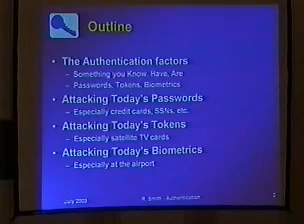 Outline
• The Authentication factors
– Something you Know, Have, Are
– Passwords, Tokens, Biometrics
• Attacking Today's Passwords
– Especially credit cards, SSNs, etc.
• Attacking Today's Tokens
– Especially satellite TV cards
• Attacking Today's Biometrics
– Especially at the airport
July 2003 R. Smith - Authentication 2